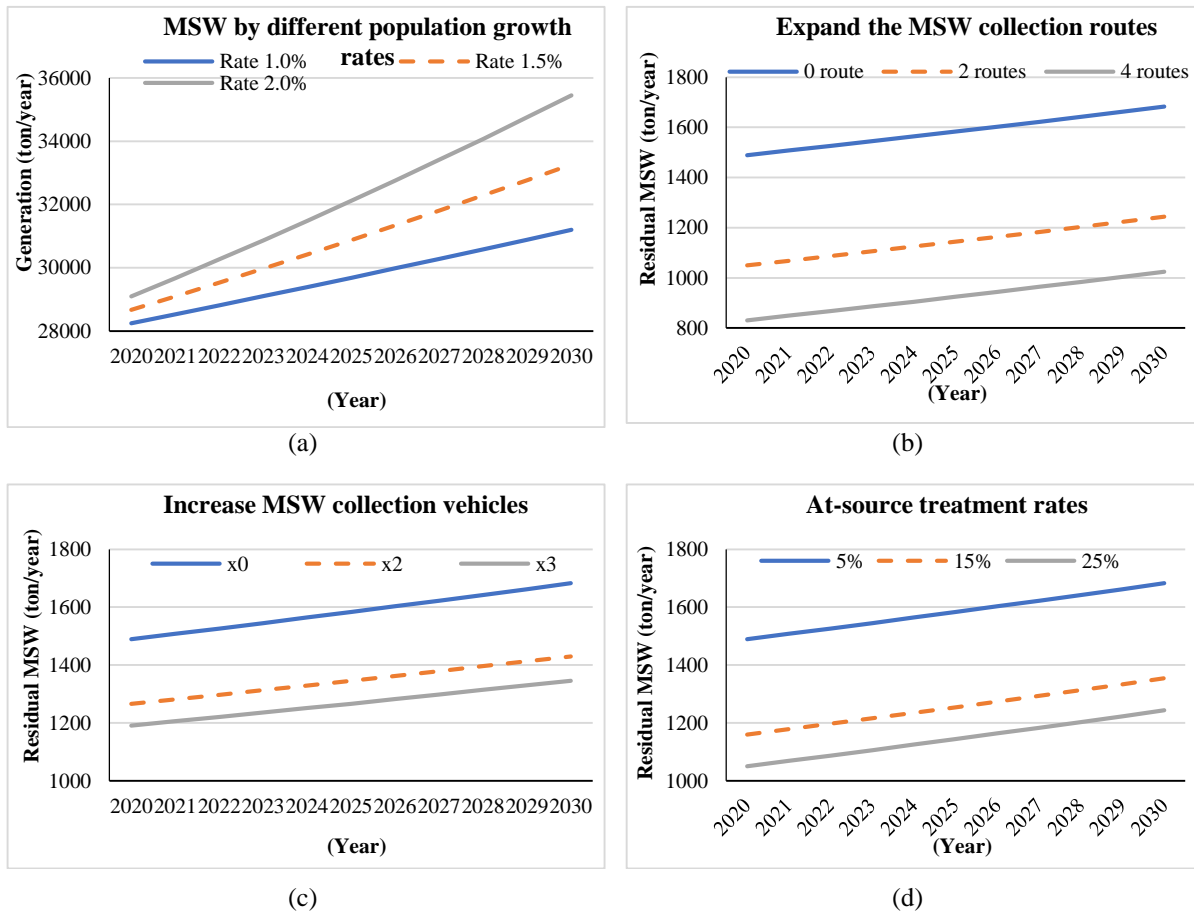 MSW by different population growth
rates
Rate 1.0%
Rate 1.5%
Rate 2.0%
Generation (ton/year)
36000
34000
32000
30000
28000
2020 2021 2022 2023 2024 2025 2026 2027 2028 2029 2030
(Year)
(a)
Expand the MSW collection routes
0 route 2 routes 4 routes
Residual MSW (ton/year)
1800
1600
1400
1200
1000
800
2020 2021 2022 2023 2024 2025 2026 2027 2028 2029 2030
(Year)
(b)
Increase MSW collection vehicles
x0 x2 x3
Residual MSW (ton/year)
1800
1600
1400
1200
1000
2020 2021 2022 2023 2024 2025 2026 2027 2028 2029 2030
(Year)
(c)
At-source treatment rates
5% 15% 25%
Residual MSW (ton/year)
1800
1600
1400
1200
1000
2020 2021 2022 2023 2024 2025 2026 2027 2028 2029 2030
(Year)
(d)